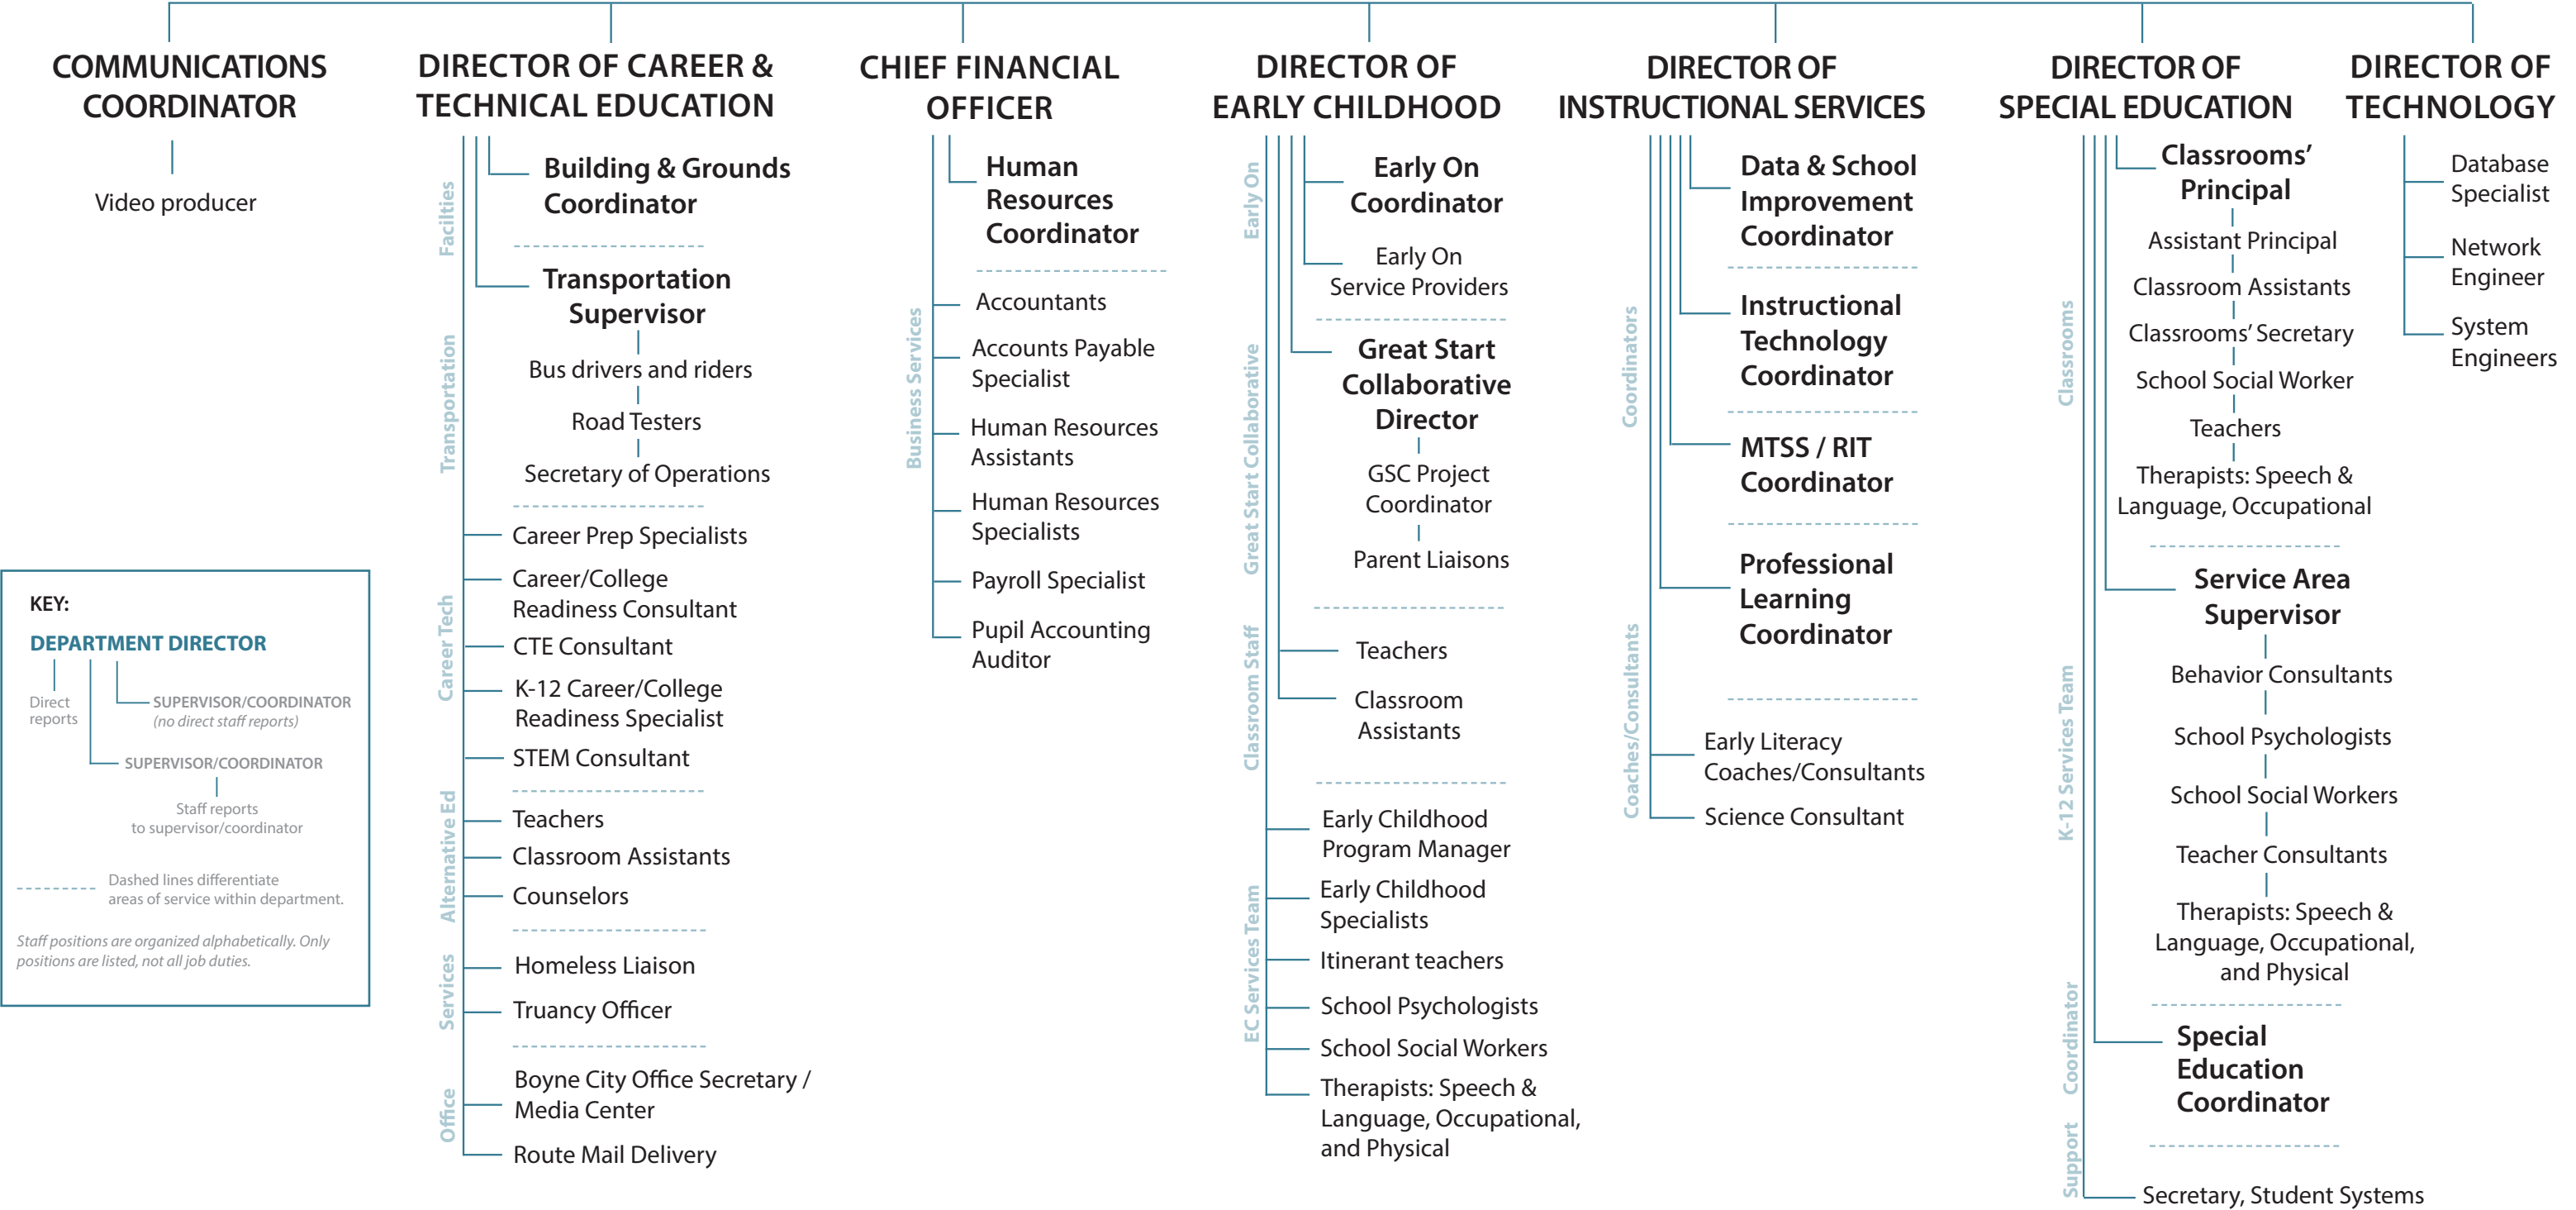 COMMUNICATIONS
COORDINATOR
Video producer
KEY:
DEPARTMENT DIRECTOR
Direct
reports
SUPERVISOR/COORDINATOR
(no direct staff reports)
SUPERVISOR/COORDINATOR
Staff reports
to supervisor/coordinator
Dashed lines differentiate
areas of service within department.
Staff positions are organized alphabetically. Only
positions are listed, not all job duties.
DIRECTOR OF CAREER &
TECHNICAL EDUCATION
Facilties
Building & Grounds
Coordinator
Transportation
Transportation
Supervisor
Bus drivers and riders
Road Testers
Secretary of Operations
Career Tech
Career Prep Specialists
Career/College
Readiness Consultant
CTE Consultant
K-12 Career/College
Readiness Specialist
STEM Consultant
Alternative Ed
Teachers
Classroom Assistants
Counselors
Services
Homeless Liaison
Truancy Officer
Office
Boyne City Office Secretary /
Media Center
Route Mail Delivery
CHIEF FINANCIAL
OFFICER
Human
Resources
Coordinator
Business Services
Accountants
Accounts Payable
Specialist
Human Resources
Assistants
Human Resources
Specialists
Payroll Specialist
Pupil Accounting
Auditor
DIRECTOR OF
EARLY CHILDHOOD
Early On
Early On
Coordinator
Early On
Service Providers
Great Start Collaborative
Great Start
Collaborative
Director
GSC Project
Coordinator
Parent Liaisons
Classroom Staff
Teachers
Classroom
Assistants
EC Services Team
Early Childhood
Program Manager
Early Childhood
Specialists
Itinerant teachers
School Psychologists
School Social Workers
Therapists: Speech &
Language, Occupational,
and Physical
DIRECTOR OF
INSTRUCTIONAL SERVICES
Coordinators
Data & School
Improvement
Coordinator
Instructional
Technology
Coordinator
MTSS / RIT
Coordinator
Professional
Learning
Coordinator
Coaches/Consultants
Early Literacy
Coaches/Consultants
Science Consultant
DIRECTOR OF
SPECIAL EDUCATION
Classrooms
Classrooms’
Principal
Assistant Principal
Classroom Assistants
Classrooms’ Secretary
School Social Worker
Teachers
Therapists: Speech &
Language, Occupational
K-12 Services Team
Service Area
Supervisor
Behavior Consultants
School Psychologists
School Social Workers
Teacher Consultants
Therapists: Speech &
Language, Occupational,
and Physical
Coordinator
Special
Education
Coordinator
Support
Secretary, Student Systems
DIRECTOR OF
TECHNOLOGY
Database
Specialist
Network
Engineer
System
Engineers